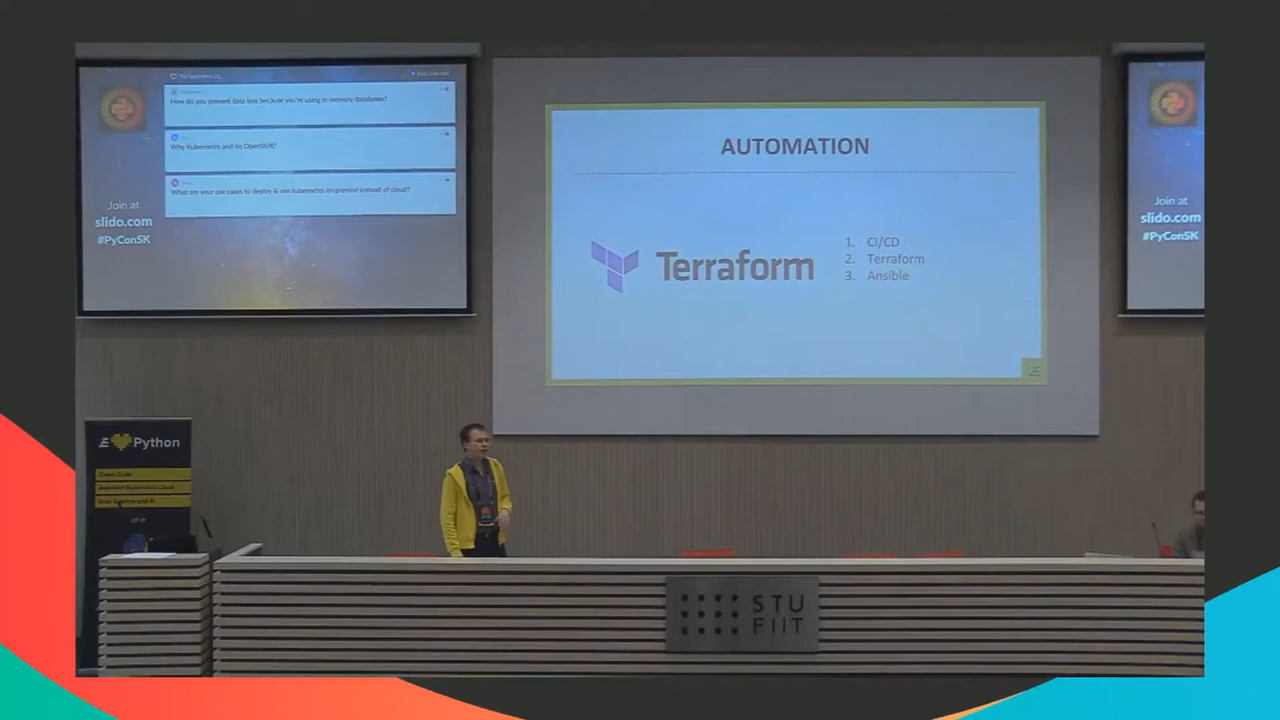 How do you prevent data loss because you're using in memory databases?
Why Kubernetes and no OpenShift?
What are your use cases to deploy & use kubernetes on premise instead of cloud?
Join at
slido.com
#PyConSK
AUTOMATION
Terraform
1. CI/CD
2. Terraform
3. Ansible
Join at
slido.com
#PyConSK
Python
Clean Code
STU
FIIT